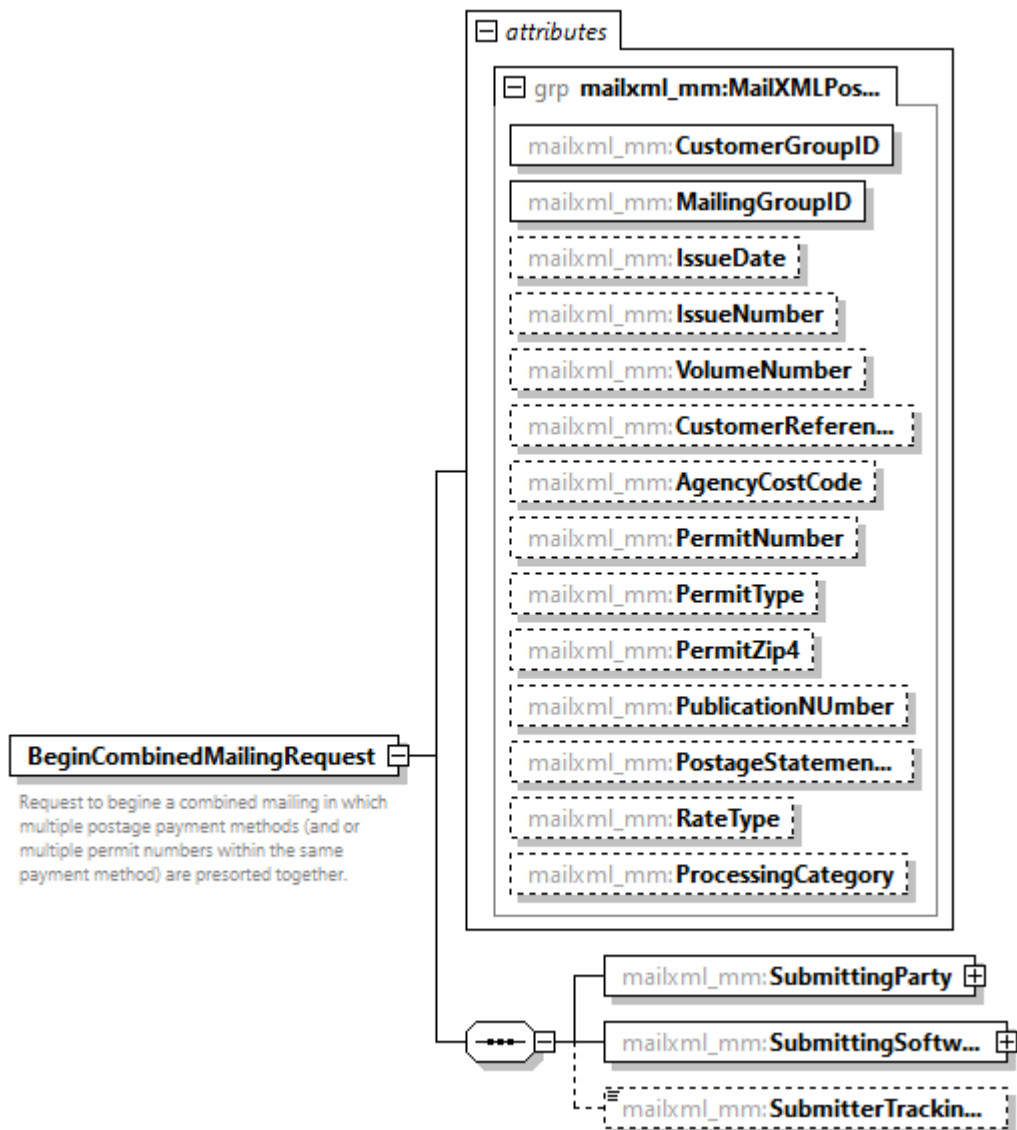 attributes
grp mailxml_mm:MailXMLPos...
mailxml_mm:CustomerGroupID
mailxml_mm:MailingGroupID
mailxml_mm:IssueDate
mailxml_mm:IssueNumber
mailxml_mm:VolumeNumber
mailxml_mm:CustomerReferen...
mailxml_mm:AgencyCostCode
mailxml_mm:PermitNumber
mailxml_mm:PermitType
mailxml_mm:PermitZip4
mailxml_mm:PublicationNUmber
mailxml_mm:PostageStatemen...
mailxml_mm:RateType
mailxml_mm:ProcessingCategory
BeginCombinedMailingRequest
Request to begine a combined mailing in which
multiple postage payment methods (and or
multiple permit numbers within the same
payment method) are presorted together.
mailxml_mm:SubmittingParty
mailxml_mm:SubmittingSoftw...
mailxml_mm:SubmitterTrackin...